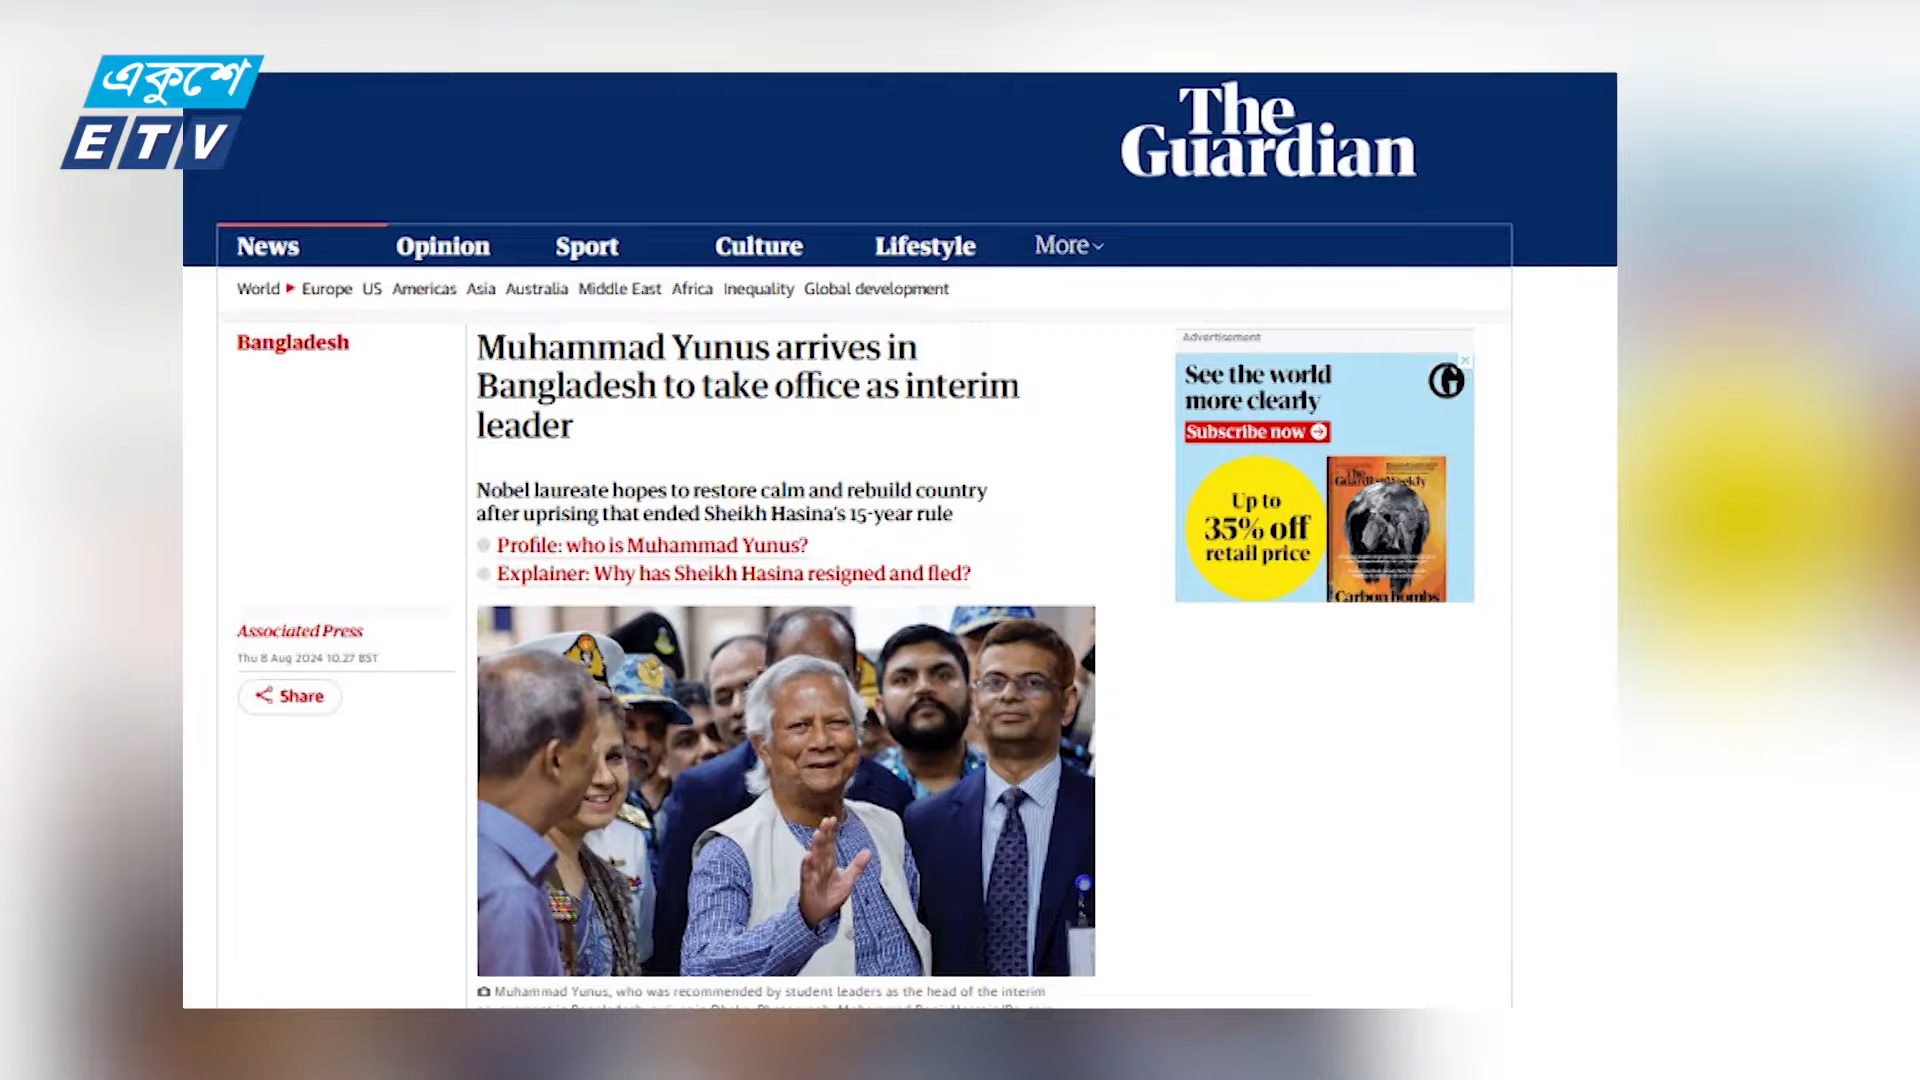 একুশে
ETV
The
Guardian
News Opinion Sport Culture Lifestyle More
World Europe US Americas Asia Australia Middle East Africa Inequality Global development
Bangladesh
Muhammad Yunus arrives in
Bangladesh to take office as interim
leader
Nobel laureate hopes to restore calm and rebuild country
after uprising that ended Sheikh Hasina's 15-year rule
Profile: who is Muhammad Yunus?
Explainer: Why has Sheikh Hasina resigned and fled?
Associated Press
Thu 8 Aug 2024 10.27 BST
Share
Advertisement
See the world
more clearly
Subscribe now
Up to
35% off
retail price
The
Guardian Weekly
Carbon bombs
Muhammad Yunus, who was recommended by student leaders as the head of the interim